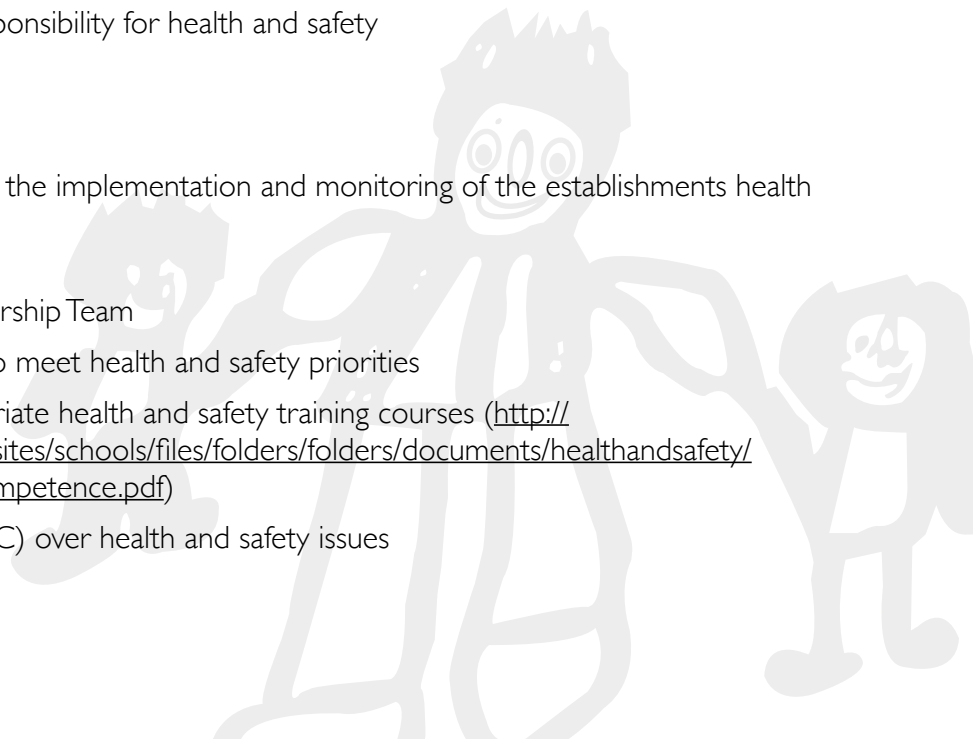 ponsibility for health and safety
the implementation and monitoring of the establishments health
rship Team
o meet health and safety priorities
riate health and safety training courses (http://
sites/schools/files/folders/folders/documents/healthandsafety/
mpetence.pdf)
C) over health and safety issues